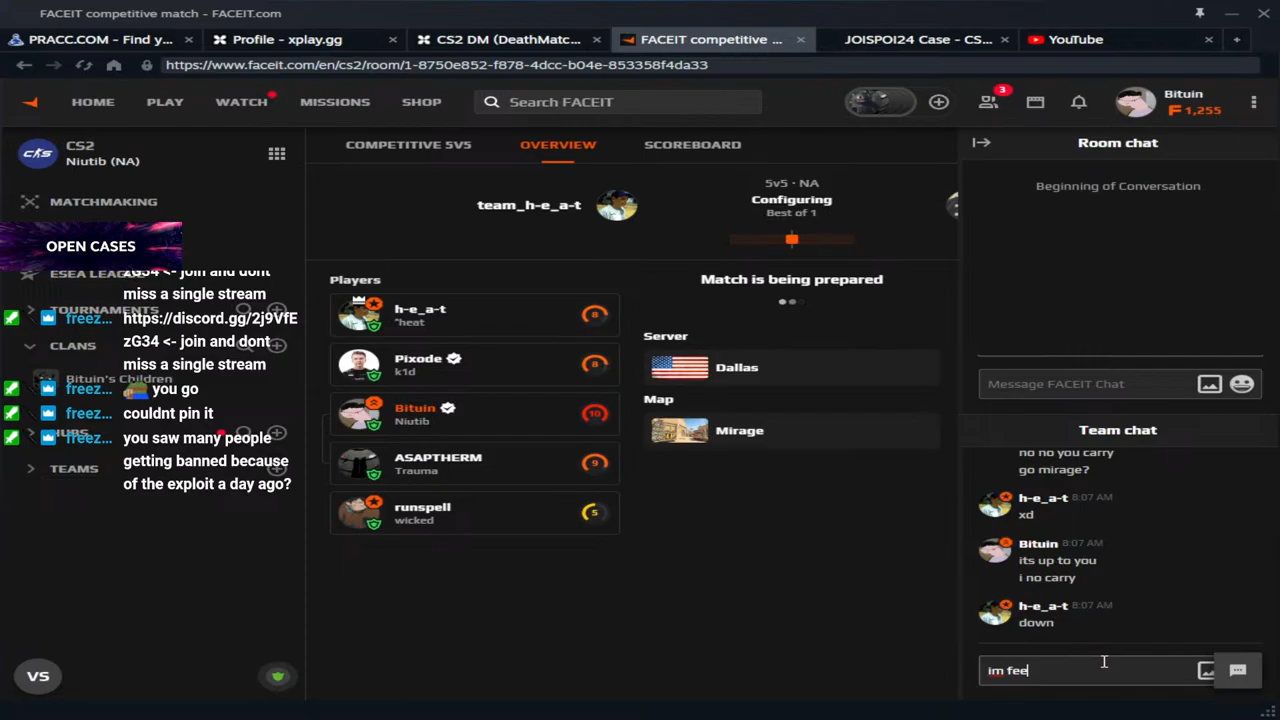 FACEIT competitive match - FACEIT.com
PRACC.COM - Find y...
Profile - xplay.gg
CS2 DM (DeathMatc...
FACEIT competitive ...
JOISPOI24 Case - CS...
YouTube
https://www.faceit.com/en/cs2/room/1-8750e852-f878-4dcc-b04e-853358f4da33
HOME
PLAY
WATCH
MISSIONS
SHOP
Search FACEIT
3
Bituin
1,255
CS2
Niutib (NA)
MATCHMAKING
OPEN CASES
ESEA LEAGUE
zG34 <- join and dont
miss a single stream
TOURNAMENTS
freez... https://discord.gg/2j9VfE
zG34 <- join and dont
miss a single stream
CLANS
Bituin's Children
freez... you go
freez... couldnt pin it
HUBS
freez... you saw many people
getting banned because
of the exploit a day ago?
TEAMS
VS
COMPETITIVE 5V5
OVERVIEW
SCOREBOARD
team_h-e_a-t
5v5 · NA
Configuring
Best of 1
Players
h-e_a-t
*heat
8
Pixode
k1d
8
Bituin
Niutib
10
ASAPTHERM
Trauma
9
runspell
wicked
5
Match is being prepared
Server
Dallas
Map
Mirage
Room chat
Beginning of Conversation
Message FACEIT Chat
Team chat
no no you carry
go mirage?
h-e_a-t 8:07 AM
xd
Bituin 8:07 AM
its up to you
i no carry
h-e_a-t 8:07 AM
down
im fee